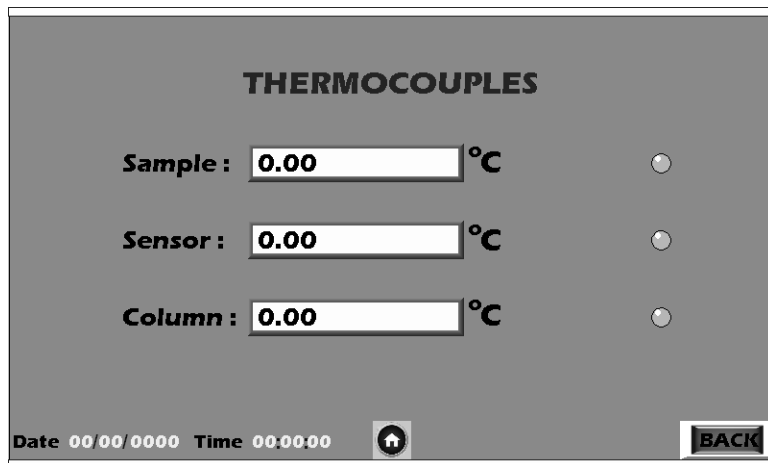 THERMOCOUPLES
Sample : 0.00 °C
Sensor : 0.00 °C
Column : 0.00 °C
Date 00/00/0000 Time 00:00:00 BACK